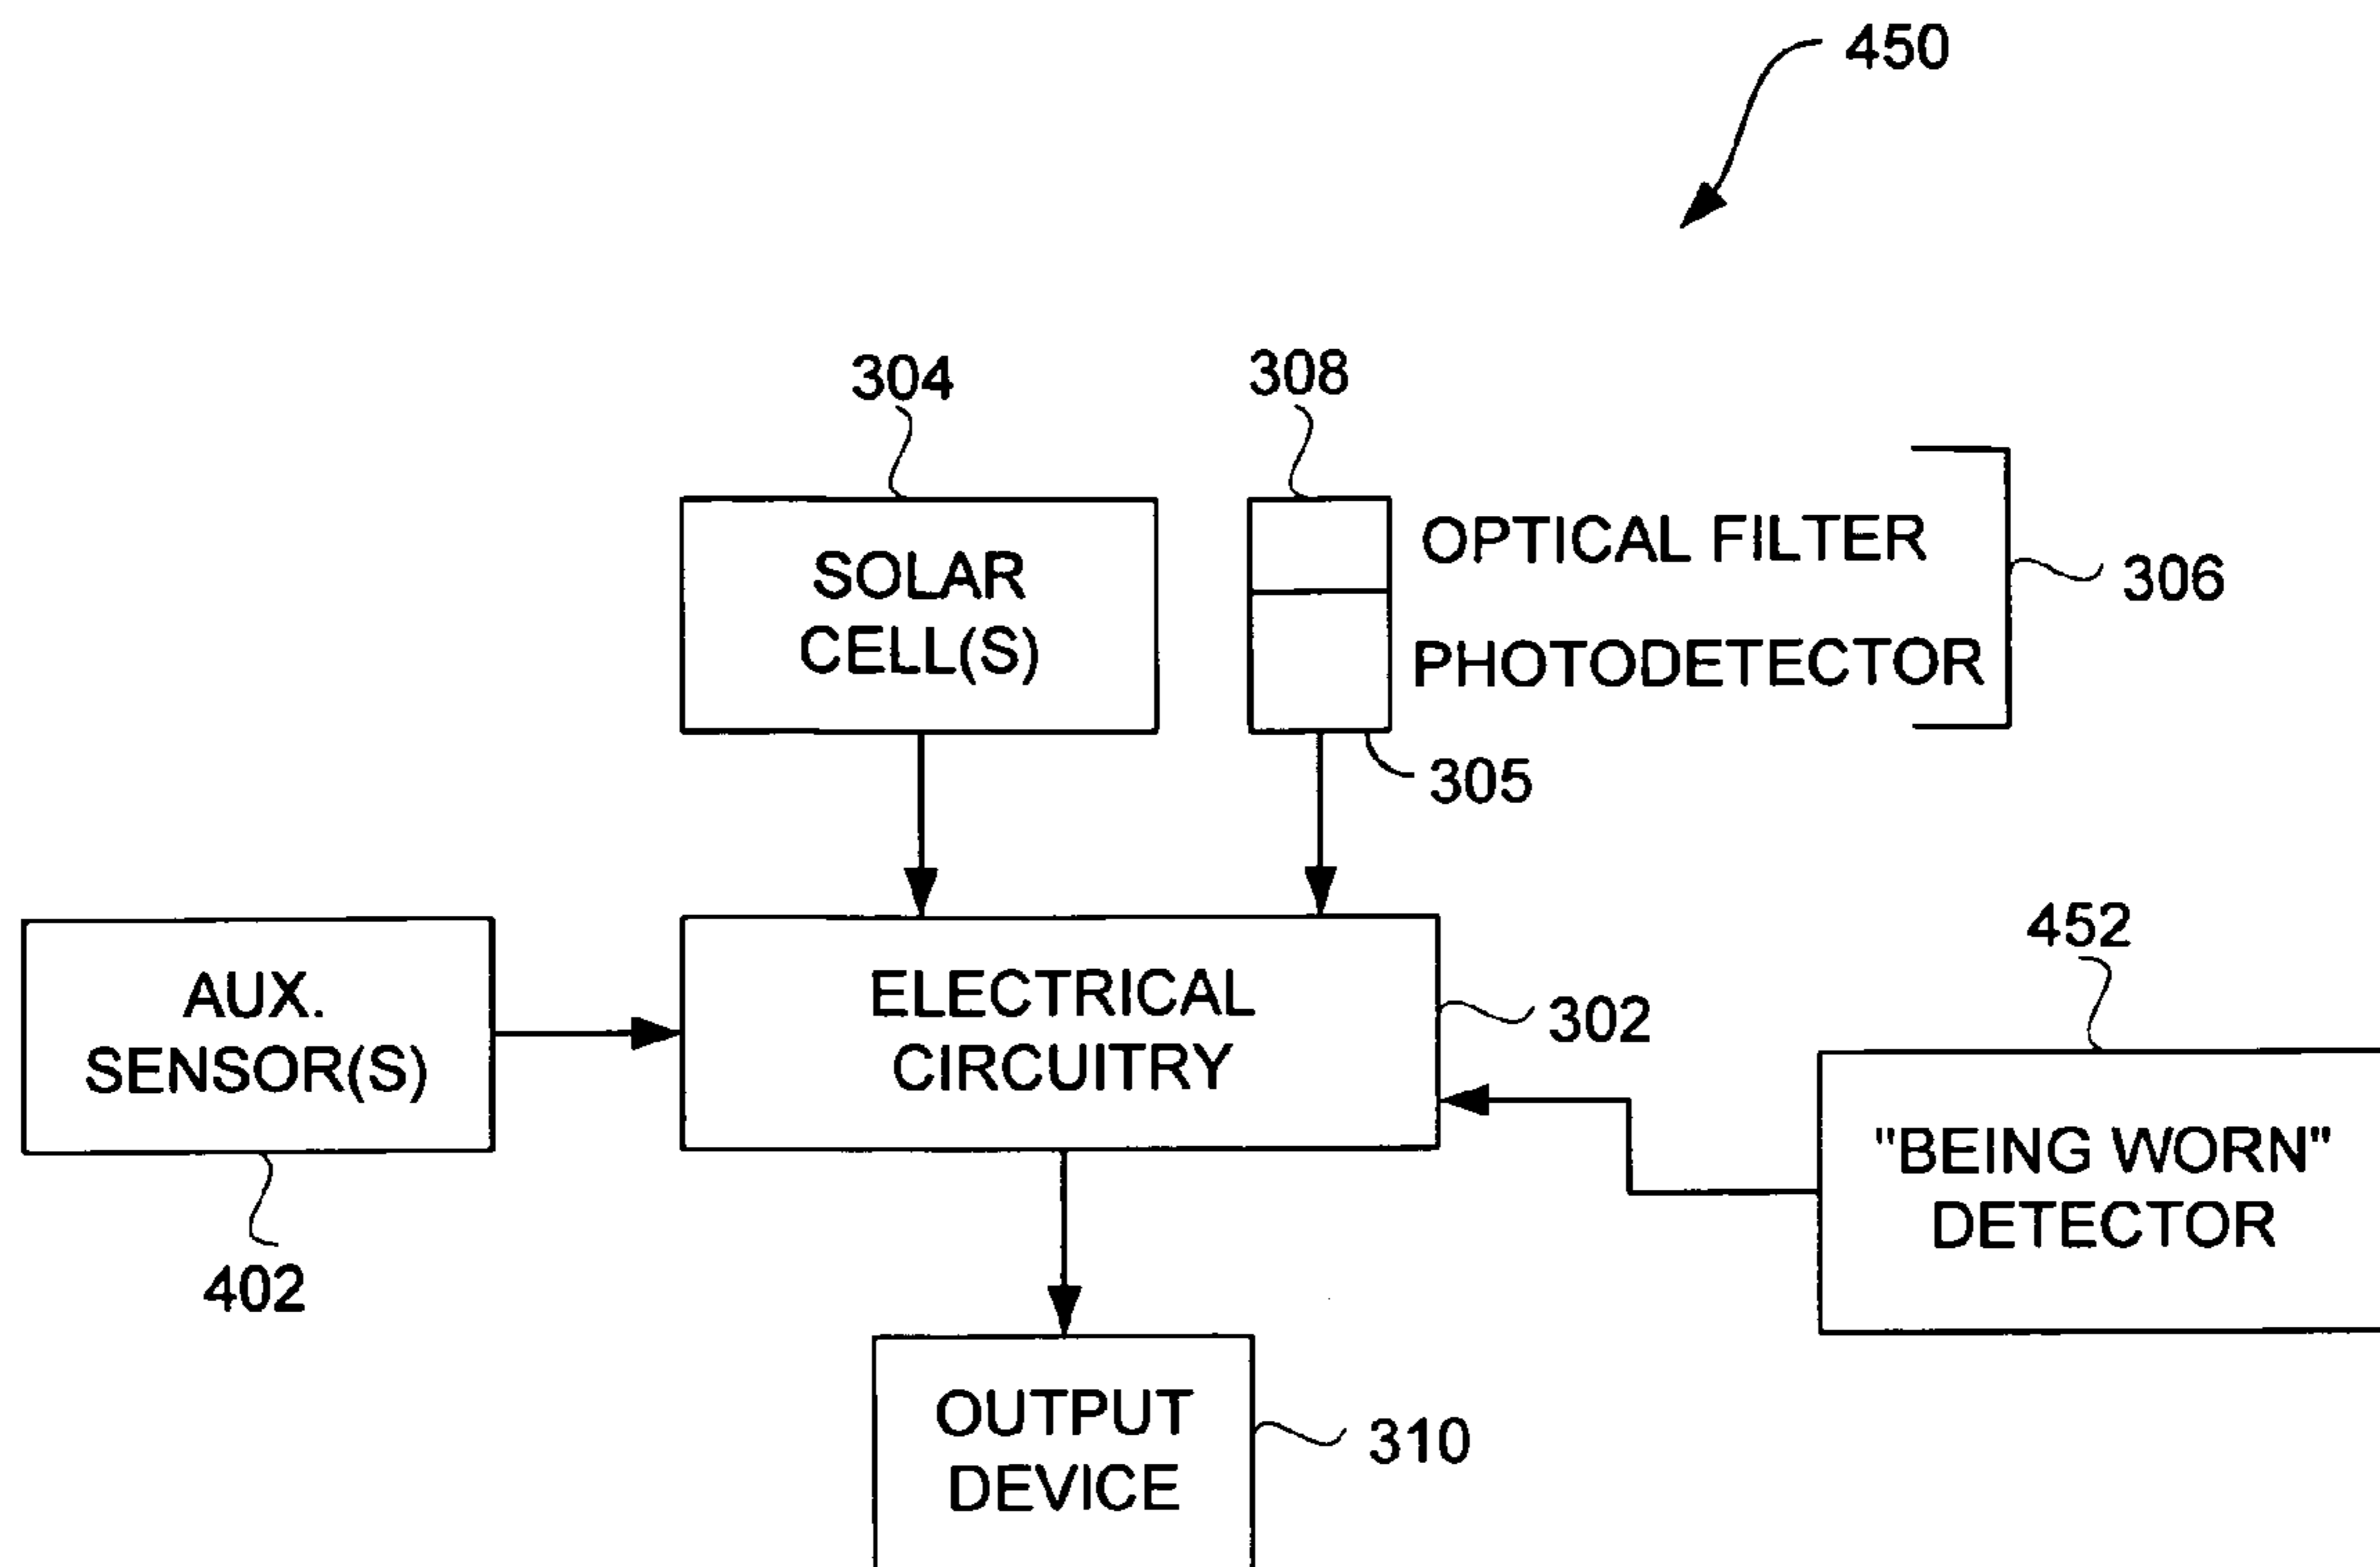 450
304
308
SOLAR
CELL(S)
OPTICAL FILTER
306
PHOTODETECTOR
305
452
AUX.
SENSOR(S)
ELECTRICAL
CIRCUITRY
302
"BEING WORN"
DETECTOR
402
OUTPUT
DEVICE
310